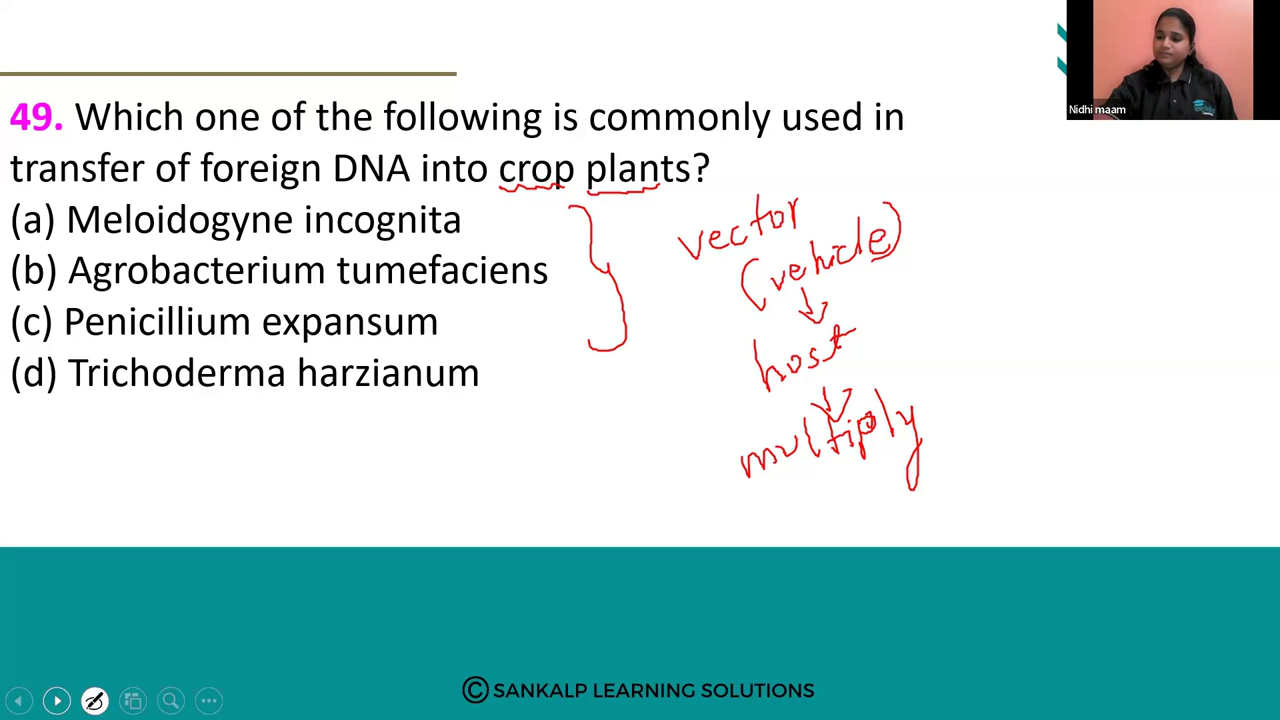 49. Which one of the following is commonly used in
transfer of foreign DNA into crop plants?
(a) Meloidogyne incognita
(b) Agrobacterium tumefaciens
(c) Penicillium expansum
(d) Trichoderma harzianum
vector
(vehicle)
host
multiply
Nidhi maam
© SANKALP LEARNING SOLUTIONS